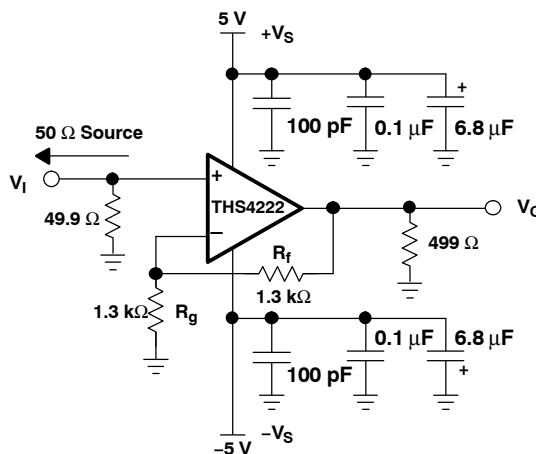 5 V
+VS
+
100 pF
0.1 µF
6.8 µF
50 Ω Source
VI
+
THS4222
VO
49.9 Ω
−
499 Ω
Rf
1.3 kΩ
1.3 kΩ
Rg
0.1 µF
6.8 µF
100 pF
+
−VS
−5 V